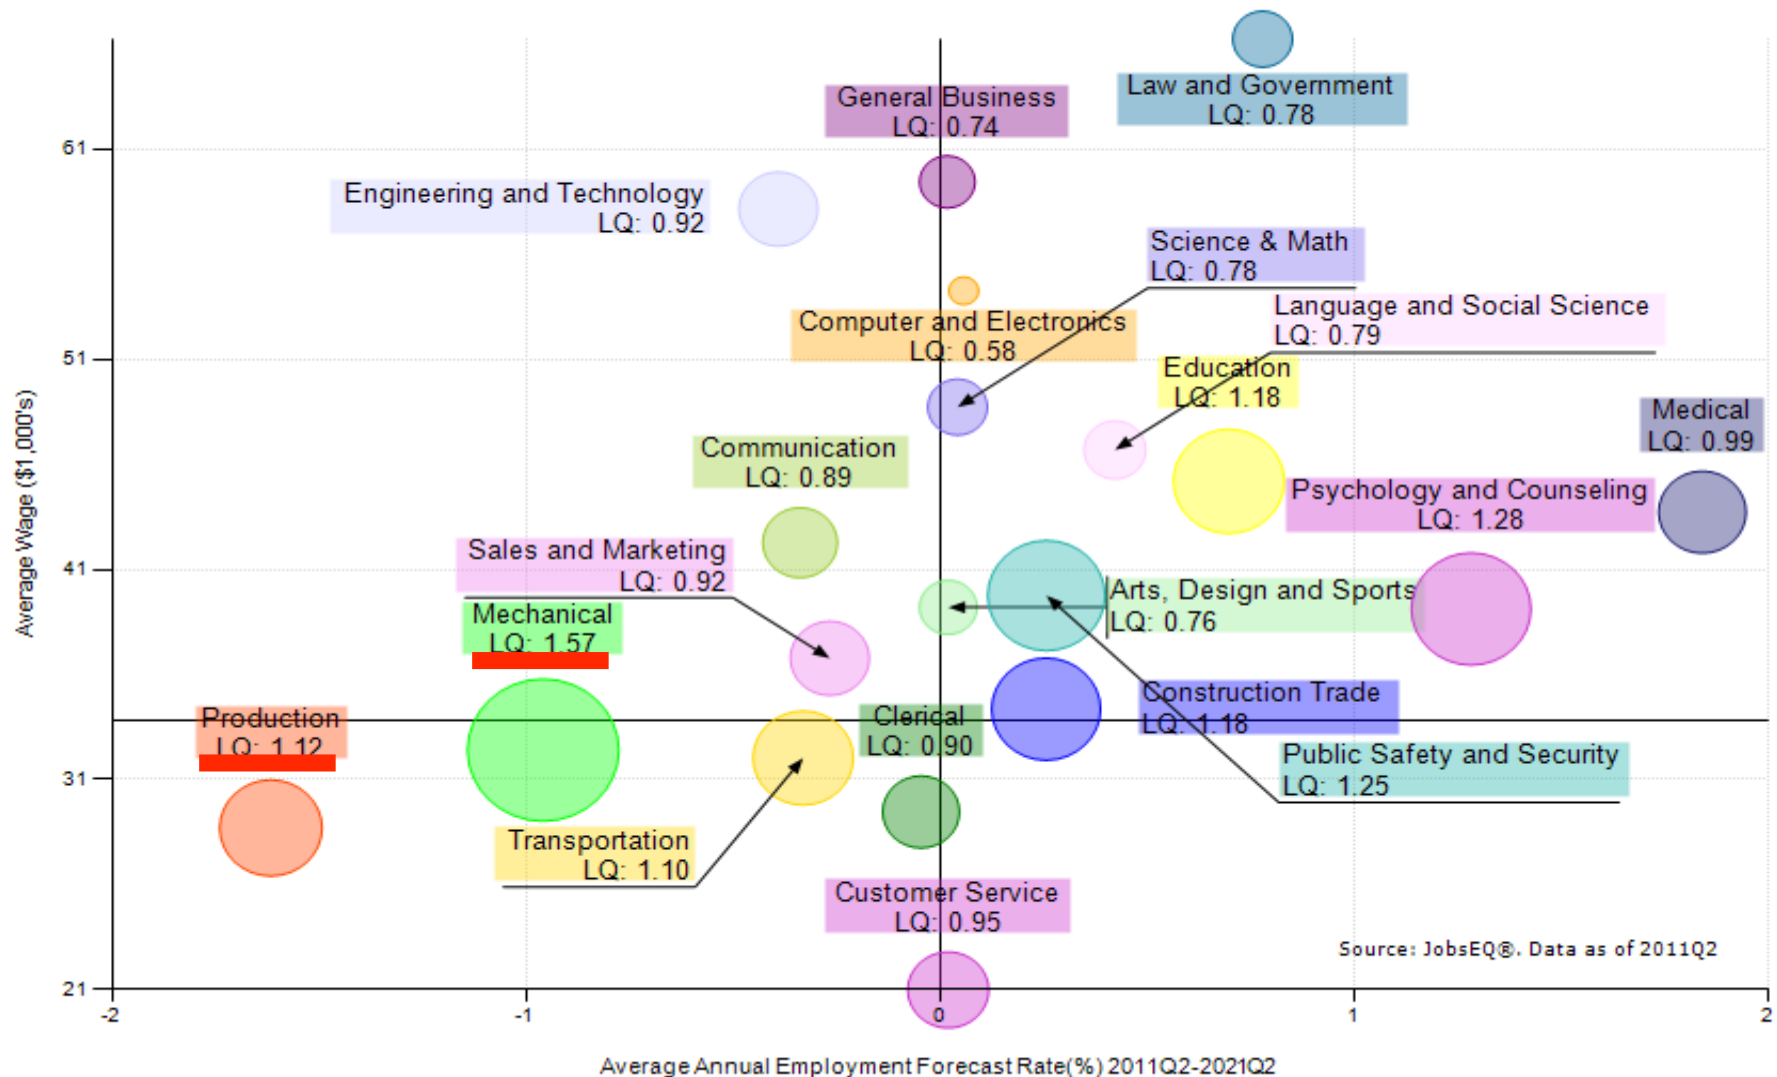 Law and Government
LQ: 0.78
General Business
LQ: 0.74
61
Engineering and Technology
LQ: 0.92
Science & Math
LQ: 0.78
Language and Social Science
LQ: 0.79
Computer and Electronics
LQ: 0.58
51
Education
LQ: 1.18
Medical
LQ: 0.99
Communication
LQ: 0.89
Psychology and Counseling
LQ: 1.28
Average Wage ($1,000's)
Sales and Marketing
LQ: 0.92
41
Arts, Design and Sports
LQ: 0.76
Mechanical
LQ: 1.57
Construction Trade
LQ: 1.18
Production
LQ: 1.12
Clerical
LQ: 0.90
Public Safety and Security
LQ: 1.25
31
Transportation
LQ: 1.10
Customer Service
LQ: 0.95
Source: JobsEQ®. Data as of 2011Q2
21
-2
-1
0
1
2
Average Annual Employment Forecast Rate(%) 2011Q2-2021Q2